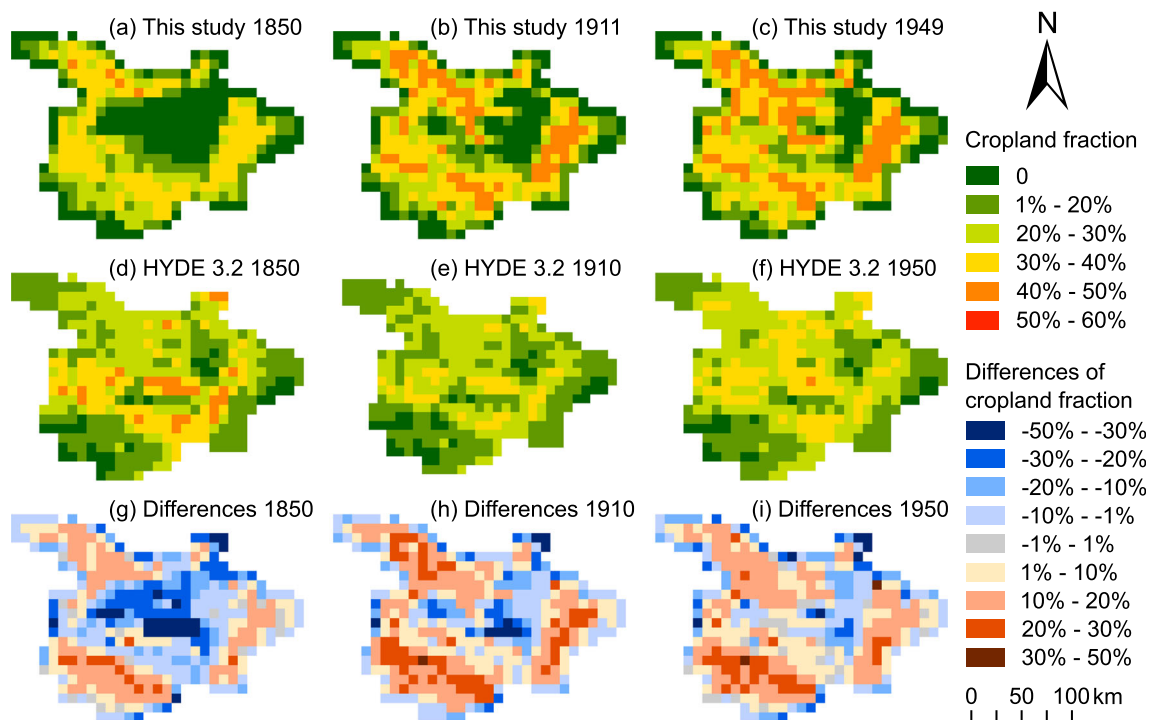 (a) This study 1850
(b) This study 1911
(c) This study 1949
N
Cropland fraction
0
1% - 20%
20% - 30%
30% - 40%
40% - 50%
50% - 60%
(d) HYDE 3.2 1850
(e) HYDE 3.2 1910
(f) HYDE 3.2 1950
Differences of
cropland fraction
-50% - -30%
-30% - -20%
-20% - -10%
-10% - -1%
-1% - 1%
1% - 10%
10% - 20%
20% - 30%
30% - 50%
(g) Differences 1850
(h) Differences 1910
(i) Differences 1950
0 50 100 km